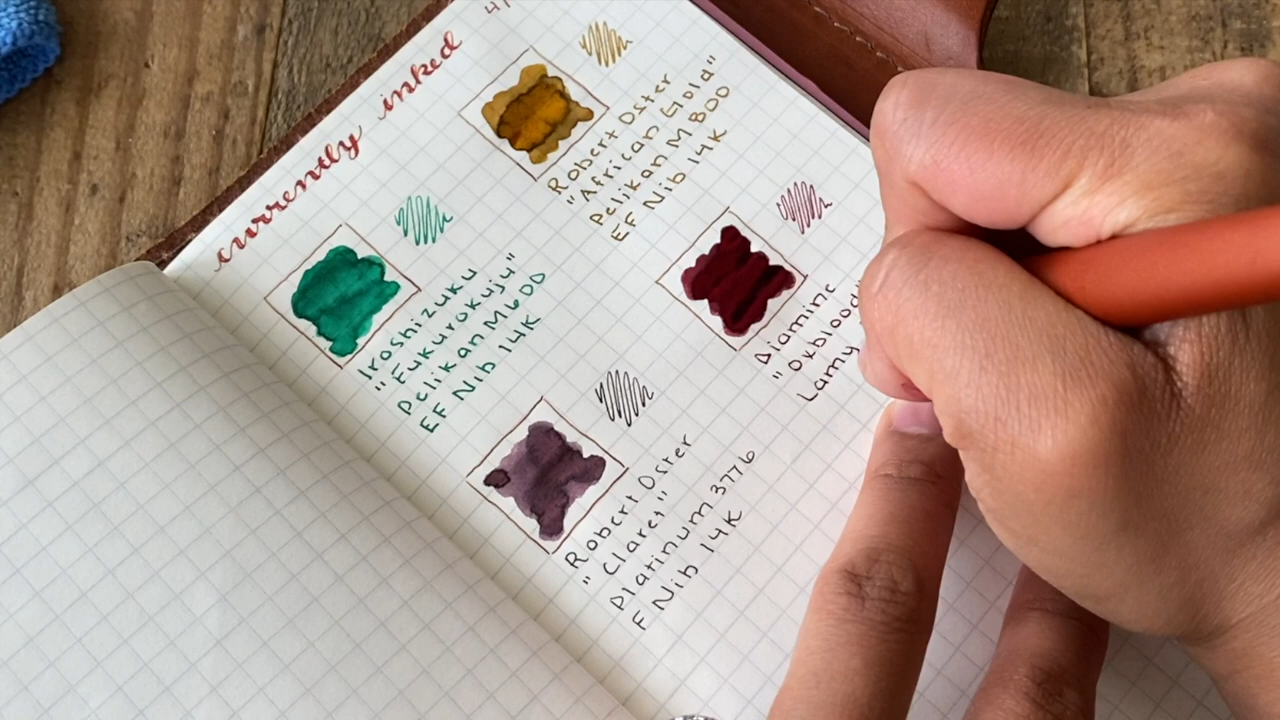 currently inked
Iroshizuku
"Fukurokuju"
Pelikan M600
EF Nib 14K
Robert Oster
"African Gold"
Pelikan M800
EF Nib 14K
Robert Oster
"Claret"
Platinum 3776
F Nib 14K
Diamine
"Oxblood
Lamy